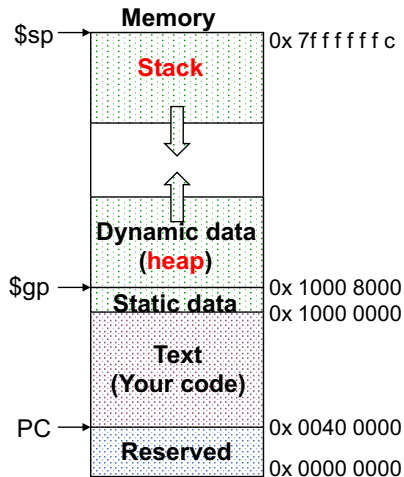 Memory
$sp
0x 7f f f f f f c
Stack
Dynamic data
(heap)
$gp
0x 1000 8000
Static data
0x 1000 0000
Text
(Your code)
PC
0x 0040 0000
Reserved
0x 0000 0000